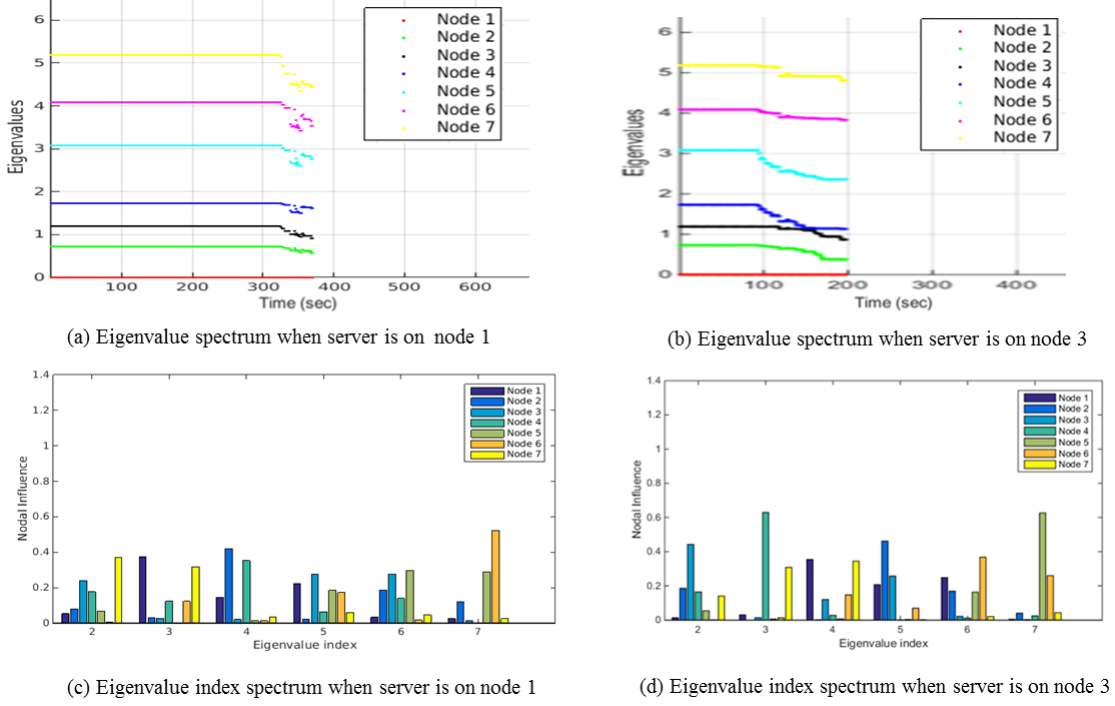 6
5
4
3
2
1
0
Eigenvalues
100 200 300 400 500 600
Time (sec)
Node 1
Node 2
Node 3
Node 4
Node 5
Node 6
Node 7
(a) Eigenvalue spectrum when server is on node 1
6
5
4
3
2
1
0
Eigenvalues
100 200 300 400
Time (sec)
Node 1
Node 2
Node 3
Node 4
Node 5
Node 6
Node 7
(b) Eigenvalue spectrum when server is on node 3
1.4
1.2
1
0.8
0.6
0.4
0.2
0
Nodal Influence
2 3 4 5 6 7
Eigenvalue index
Node 1
Node 2
Node 3
Node 4
Node 5
Node 6
Node 7
(c) Eigenvalue index spectrum when server is on node 1
1.4
1.2
1
0.8
0.6
0.4
0.2
0
Nodal Influence
2 3 4 5 6 7
Eigenvalue index
Node 1
Node 2
Node 3
Node 4
Node 5
Node 6
Node 7
(d) Eigenvalue index spectrum when server is on node 3